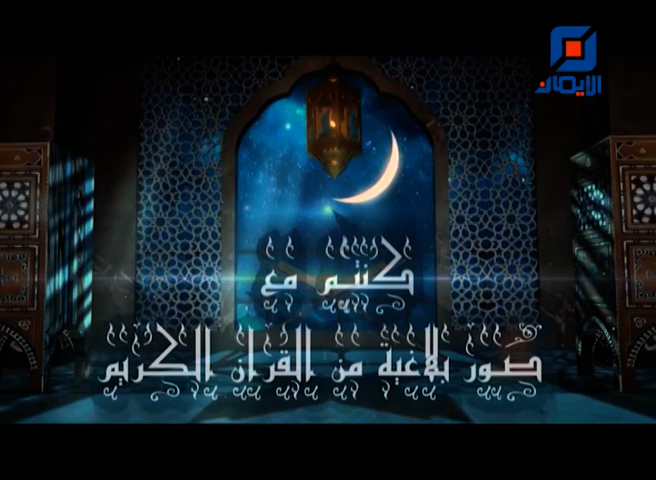 الايمان
كنتم مع
صور بلاغية من القرآن الكريم